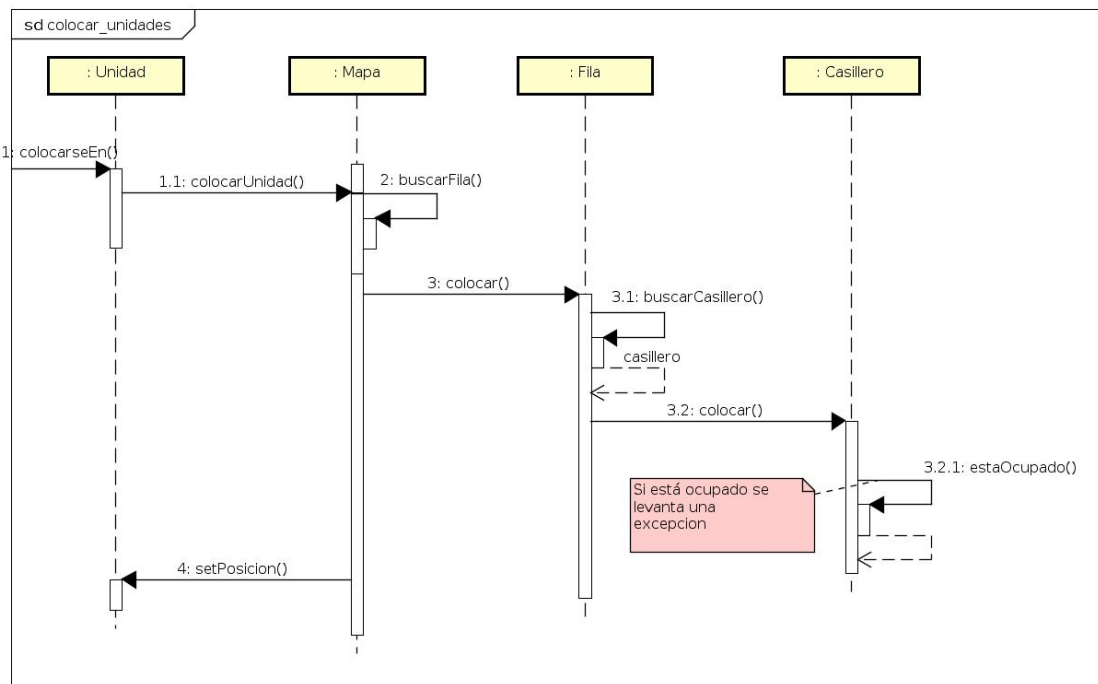 sd colocar_unidades
: Unidad
: Mapa
: Fila
: Casillero
1: colocarseEn()
1.1: colocarUnidad()
2: buscarFila()
3: colocar()
3.1: buscarCasillero()
casillero
3.2: colocar()
3.2.1: estaOcupado()
Si está ocupado se
levanta una
excepcion
4: setPosicion()